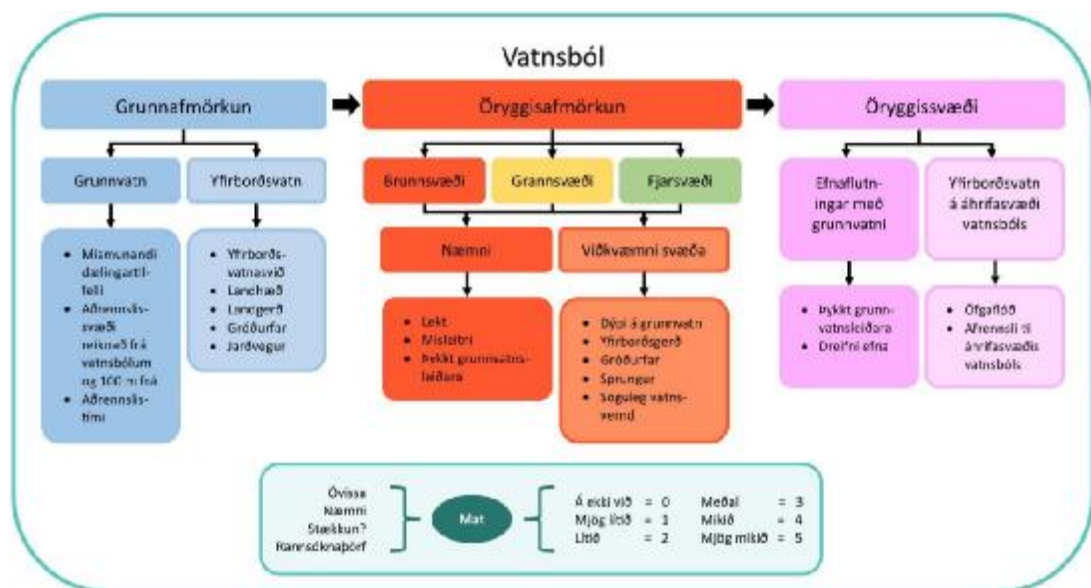 Vatnsból
Grunnafmörkun
Öryggisafmörkun
Öryggissvæði
Grunnvatn
Yfirborðsvatn
Brunnsvæði
Grannsvæði
Fjarsvæði
Efnaflutn-
ingar með
grunnvatni
Yfirborðsvatn
á áhrifasvæði
vatnsbóls
Næmni
Viðkvæmni svæða
• Mismunandi
dælingartil-
felli
• Aðrennslis-
svæði
reiknað frá
vatnsbólum
og 100 m frá
• Aðrennslis-
tími
• Yfirborðs-
vatnasvið
• Landhæð
• Landgerð
• Gróðurfar
• Jarðvegur
• Lekt
• Misleitni
• Þykkt grunnvatns-
leiðara
• Dýpi á grunnvatn
• Yfirborðsgerð
• Gróðurfar
• Sprungur
• Söguleg vatns-
vernd
• Þykkt grunn-
vatnsleiðara
• Dreifni efna
• Ofgaflóð
• Afrennsli til
áhrifasvæðis
vatnsbóls
Óvissa
Næmni
Stækkun?
Rannsóknaþörf
Mat
Á ekki við = 0
Mjög lítið = 1
Lítið = 2
Meðal = 3
Mikið = 4
Mjög mikið = 5